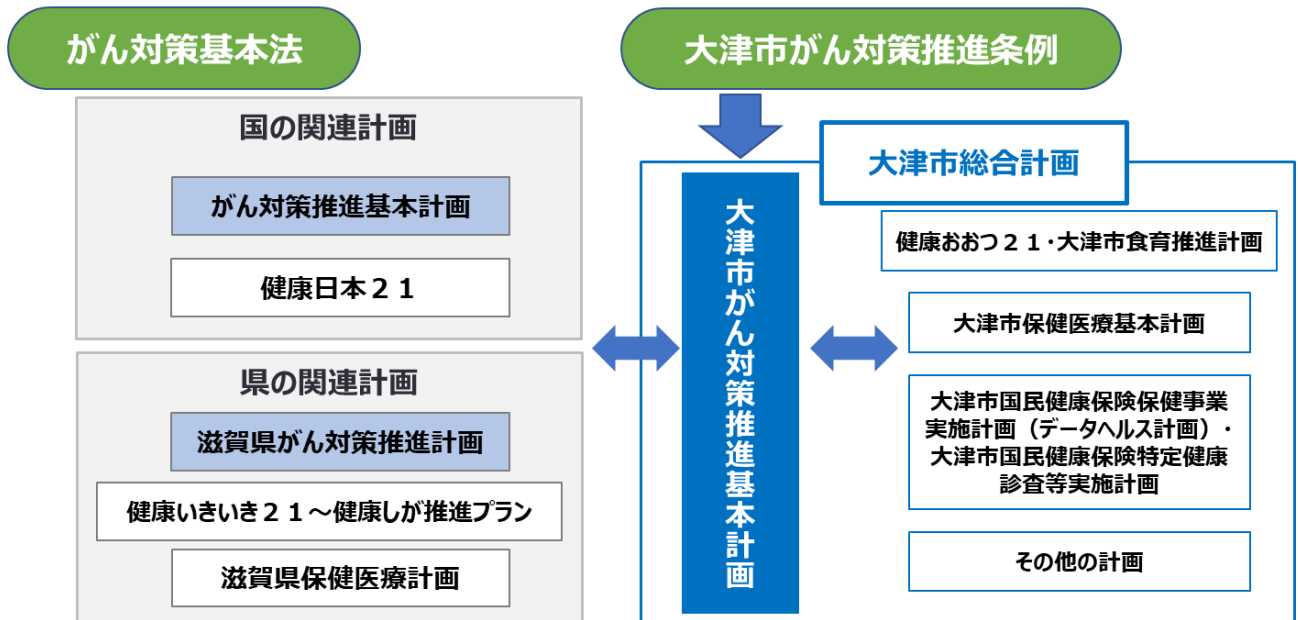 がん対策基本法
国の関連計画
がん対策推進基本計画
健康日本２１
県の関連計画
滋賀県がん対策推進計画
健康いきいき２１～健康しが推進プラン
滋賀県保健医療計画
大津市がん対策推進条例
大津市総合計画
大津市がん対策推進基本計画
健康おおつ２１・大津市食育推進計画
大津市保健医療基本計画
大津市国民健康保険保健事業
実施計画（データヘルス計画）・
大津市国民健康保険特定健康
診査等実施計画
その他の計画